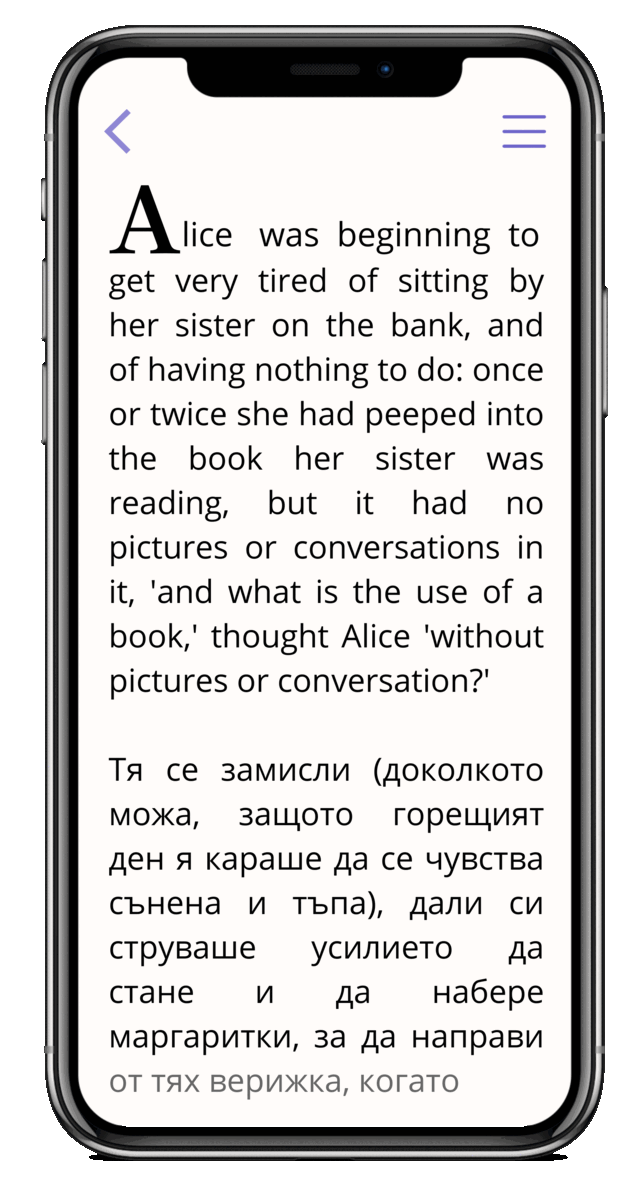 Alice was beginning to
get very tired of sitting by
her sister on the bank, and
of having nothing to do: once
or twice she had peeped into
the book her sister was
reading, but it had no
pictures or conversations in
it, 'and what is the use of a
book,' thought Alice 'without
pictures or conversation?'
Тя се замисли (доколкото
можа, защото горещият
ден я караше да се чувства
сънена и тъпа), дали си
струваше усилието да
стане и да набере
маргаритки, за да направи
от тях верижка, когато